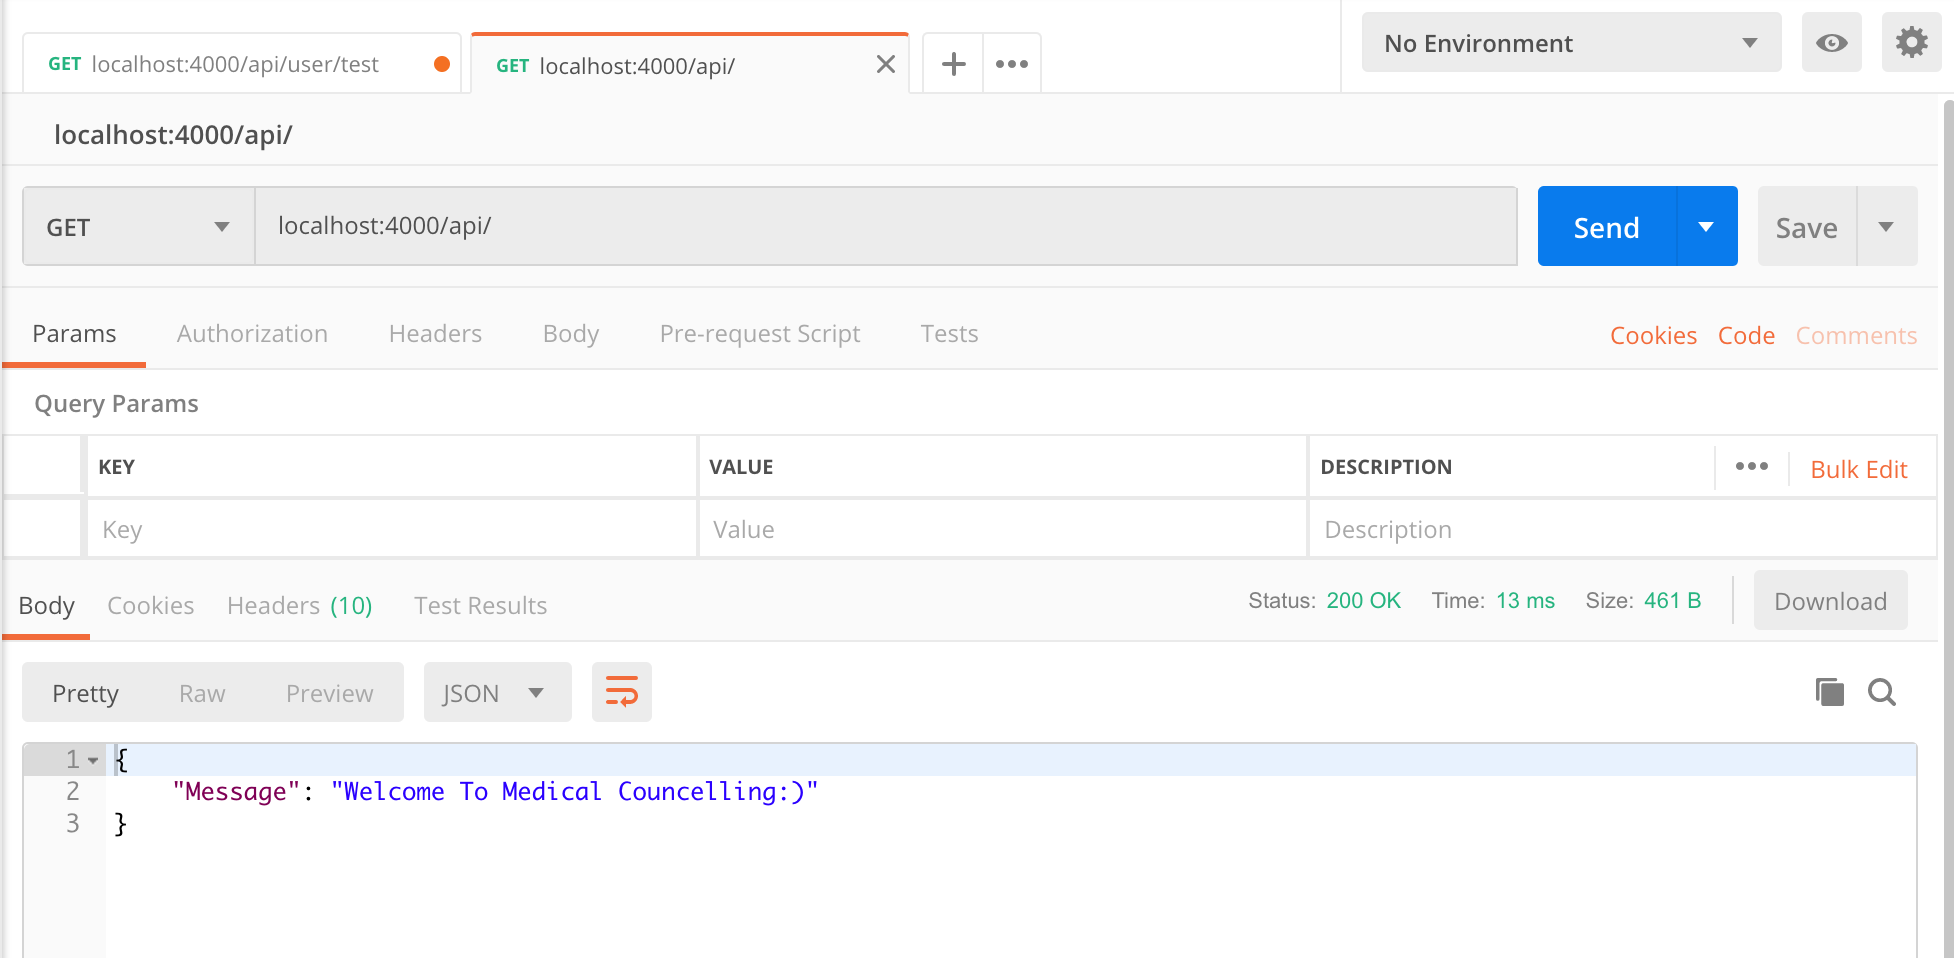 GET localhost:4000/api/user/test GET localhost:4000/api/ No Environment
localhost:4000/api/
GET localhost:4000/api/ Send Save
Params Authorization Headers Body Pre-request Script Tests Cookies Code Comments
Query Params
KEY VALUE DESCRIPTION Bulk Edit
Key Value Description
Body Cookies Headers (10) Test Results Status: 200 OK Time: 13 ms Size: 461 B Download
Pretty Raw Preview JSON
1 {
2 "Message": "Welcome To Medical Councelling:)"
3 }